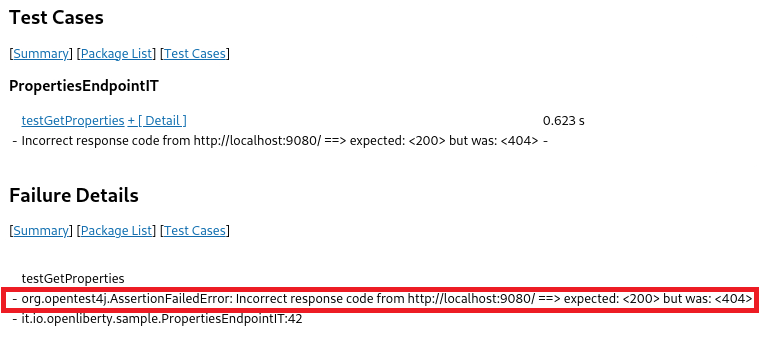 Test Cases
[Summary] [Package List] [Test Cases]
PropertiesEndpointIT
testGetProperties + [ Detail ] 0.623 s
- Incorrect response code from http://localhost:9080/ ==> expected: <200> but was: <404> -
Failure Details
[Summary] [Package List] [Test Cases]
testGetProperties
- org.opentest4j.AssertionFailedError: Incorrect response code from http://localhost:9080/ ==> expected: <200> but was: <404>
- it.io.openliberty.sample.PropertiesEndpointIT:42